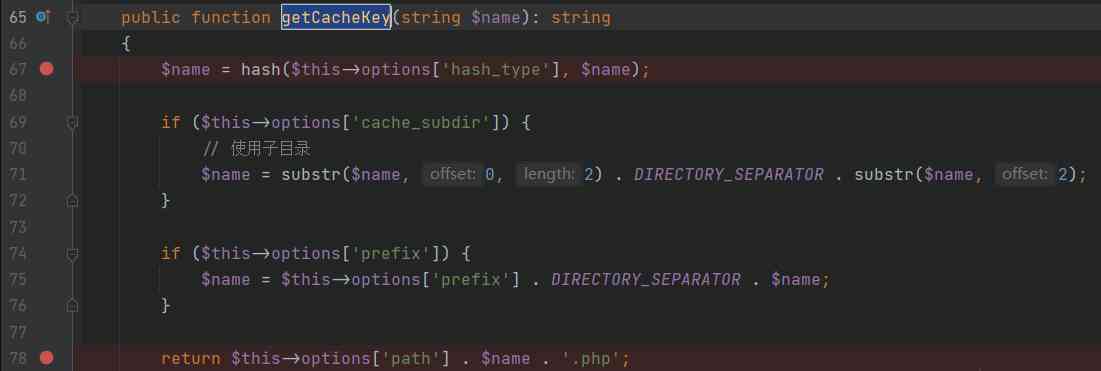 65 public function getCacheKey(string $name): string
66 {
67 $name = hash($this->options['hash_type'], $name);
68
69 if ($this->options['cache_subdir']) {
70 // 使用子目录
71 $name = substr($name, offset: 0, length: 2) . DIRECTORY_SEPARATOR . substr($name, offset: 2);
72 }
73
74 if ($this->options['prefix']) {
75 $name = $this->options['prefix'] . DIRECTORY_SEPARATOR . $name;
76 }
77
78 return $this->options['path'] . $name . '.php';